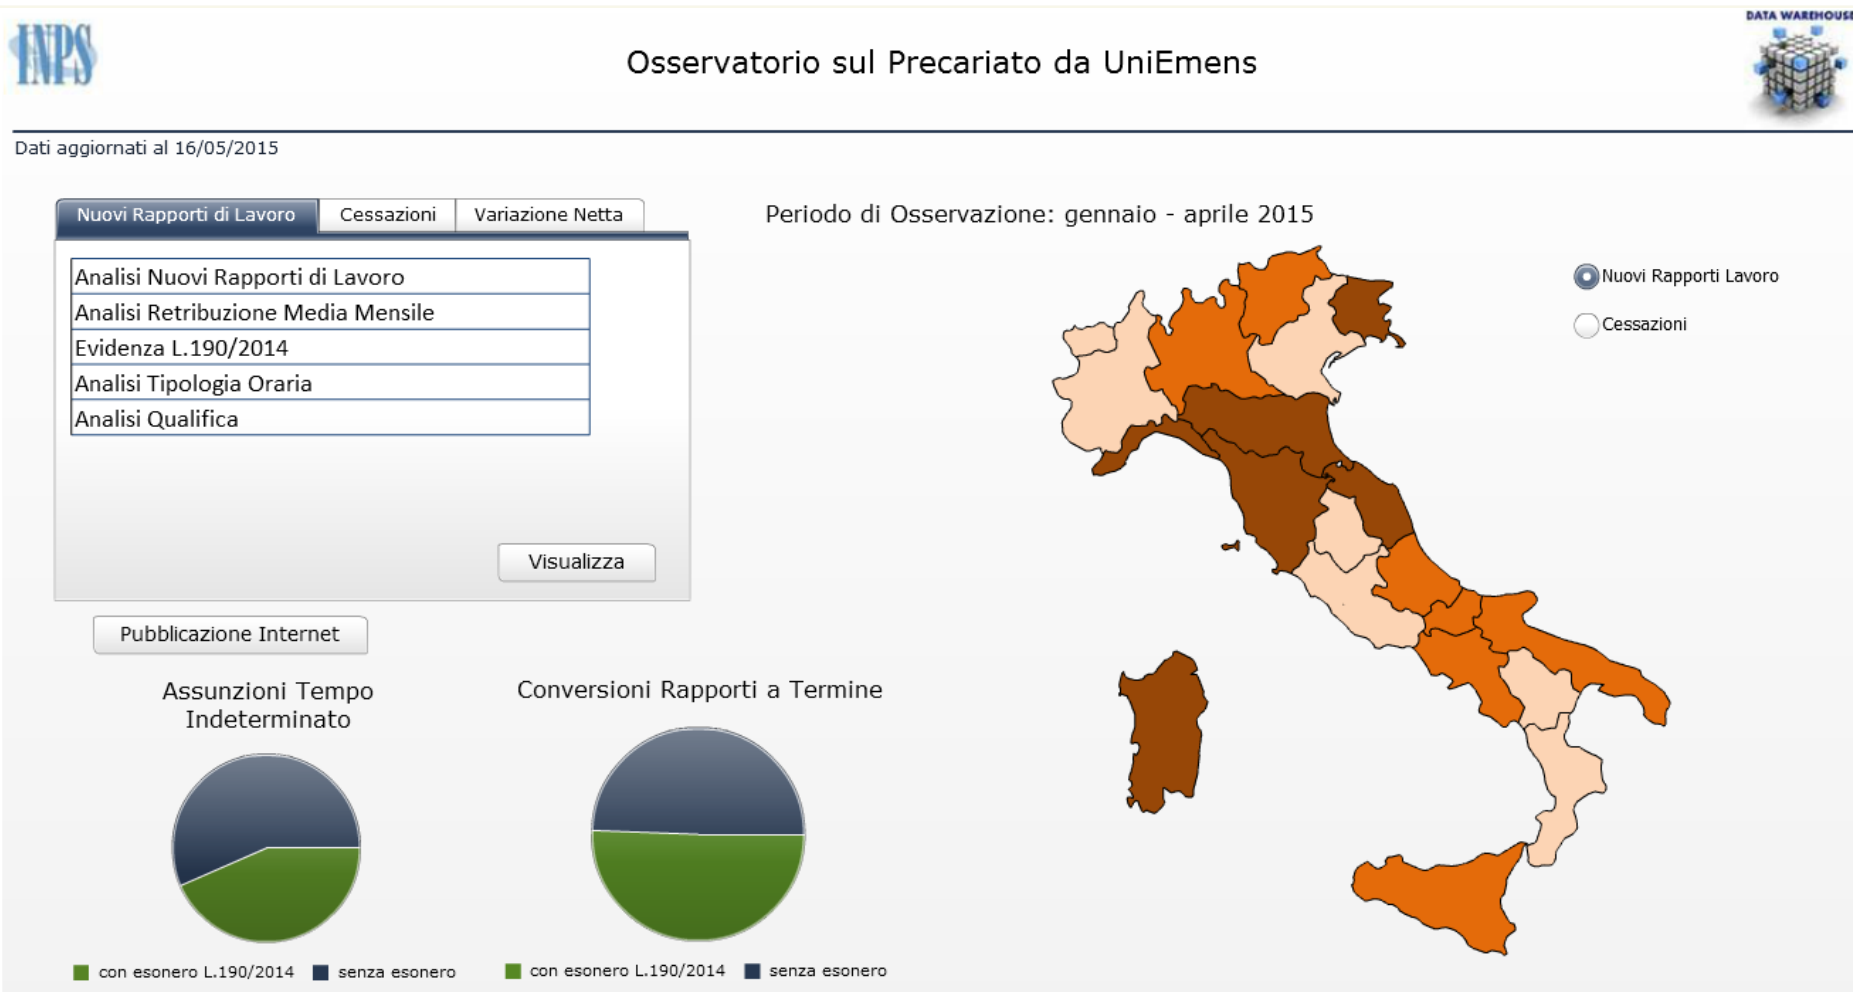 INPS
Osservatorio sul Precariato da UniEmens
DATA WAREHOUSE
Dati aggiornati al 16/05/2015
Nuovi Rapporti di Lavoro
Cessazioni
Variazione Netta
Analisi Nuovi Rapporti di Lavoro
Analisi Retribuzione Media Mensile
Evidenza L.190/2014
Analisi Tipologia Oraria
Analisi Qualifica
Visualizza
Pubblicazione Internet
Periodo di Osservazione: gennaio - aprile 2015
Nuovi Rapporti Lavoro
Cessazioni
Assunzioni Tempo
Indeterminato
con esonero L.190/2014
senza esonero
Conversioni Rapporti a Termine
con esonero L.190/2014
senza esonero